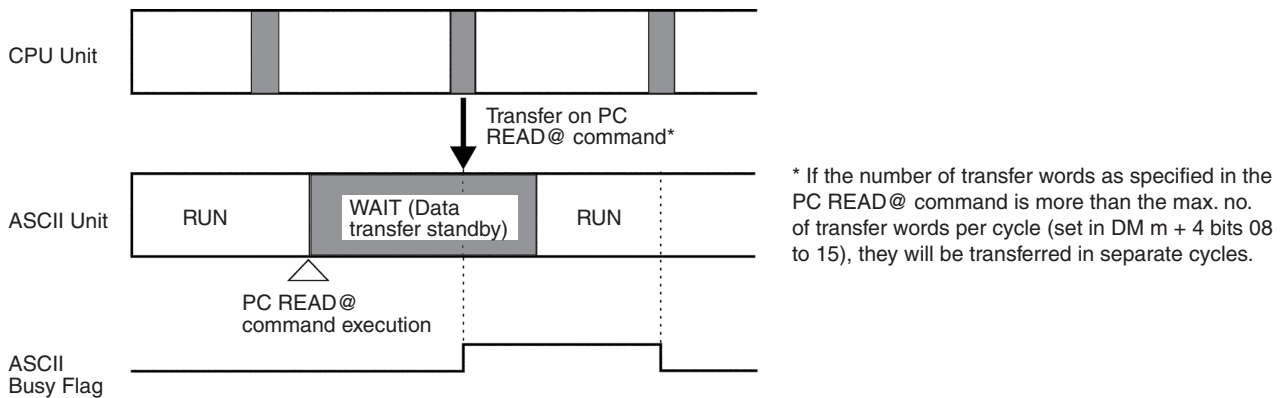 CPU Unit
Transfer on PC
READ@ command*
ASCII Unit
RUN
WAIT (Data
transfer standby)
RUN
* If the number of transfer words as specified in the
PC READ@ command is more than the max. no.
of transfer words per cycle (set in DM m + 4 bits 08
to 15), they will be transferred in separate cycles.
PC READ@
command execution
ASCII
Busy Flag